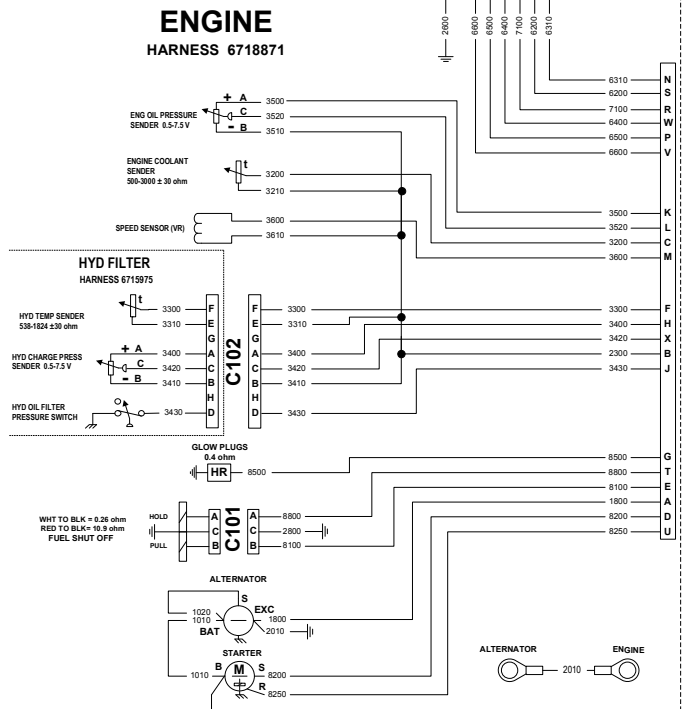 ENGINE
HARNESS 6718871
2600
6600
6500
6400
7100
6200
6310
6310 N
6200 S
7100 R
6400 W
6500 P
6600 V
ENG OIL PRESSURE
SENDER 0.5-7.5 V
+ A 3500
C 3520
- B 3510
ENGINE COOLANT
SENDER
500-3000 ± 30 ohm
t
3200
3210
SPEED SENSOR (VR)
3600
3610
3500 K
3520 L
3200 C
3600 M
HYD FILTER
HARNESS 6715975
HYD TEMP SENDER
538-1824 ±30 ohm
t
3300 F
3310 E
G
HYD CHARGE PRESS
SENDER 0.5-7.5 V
+ A 3400 A
C 3420 C
- B 3410 B
H
HYD OIL FILTER
PRESSURE SWITCH
3430 D
C102
F 3300
E 3310
G
A 3400
C 3420
B 3410
H
D 3430
3300 F
3400 H
3420 X
2300 B
3430 J
GLOW PLUGS
0.4 ohm
HR 8500
8500 G
8800 T
8100 E
1800 A
8200 D
8250 U
WHT TO BLK = 0.26 ohm
RED TO BLK= 10.9 ohm
FUEL SHUT OFF
HOLD
PULL
A
C
B
C101
A 8800
C 2800
B 8100
ALTERNATOR
S
1020
1010
BAT
EXC
1800
2010
STARTER
1010 B M S 8200
R 8250
ALTERNATOR
ENGINE
2010